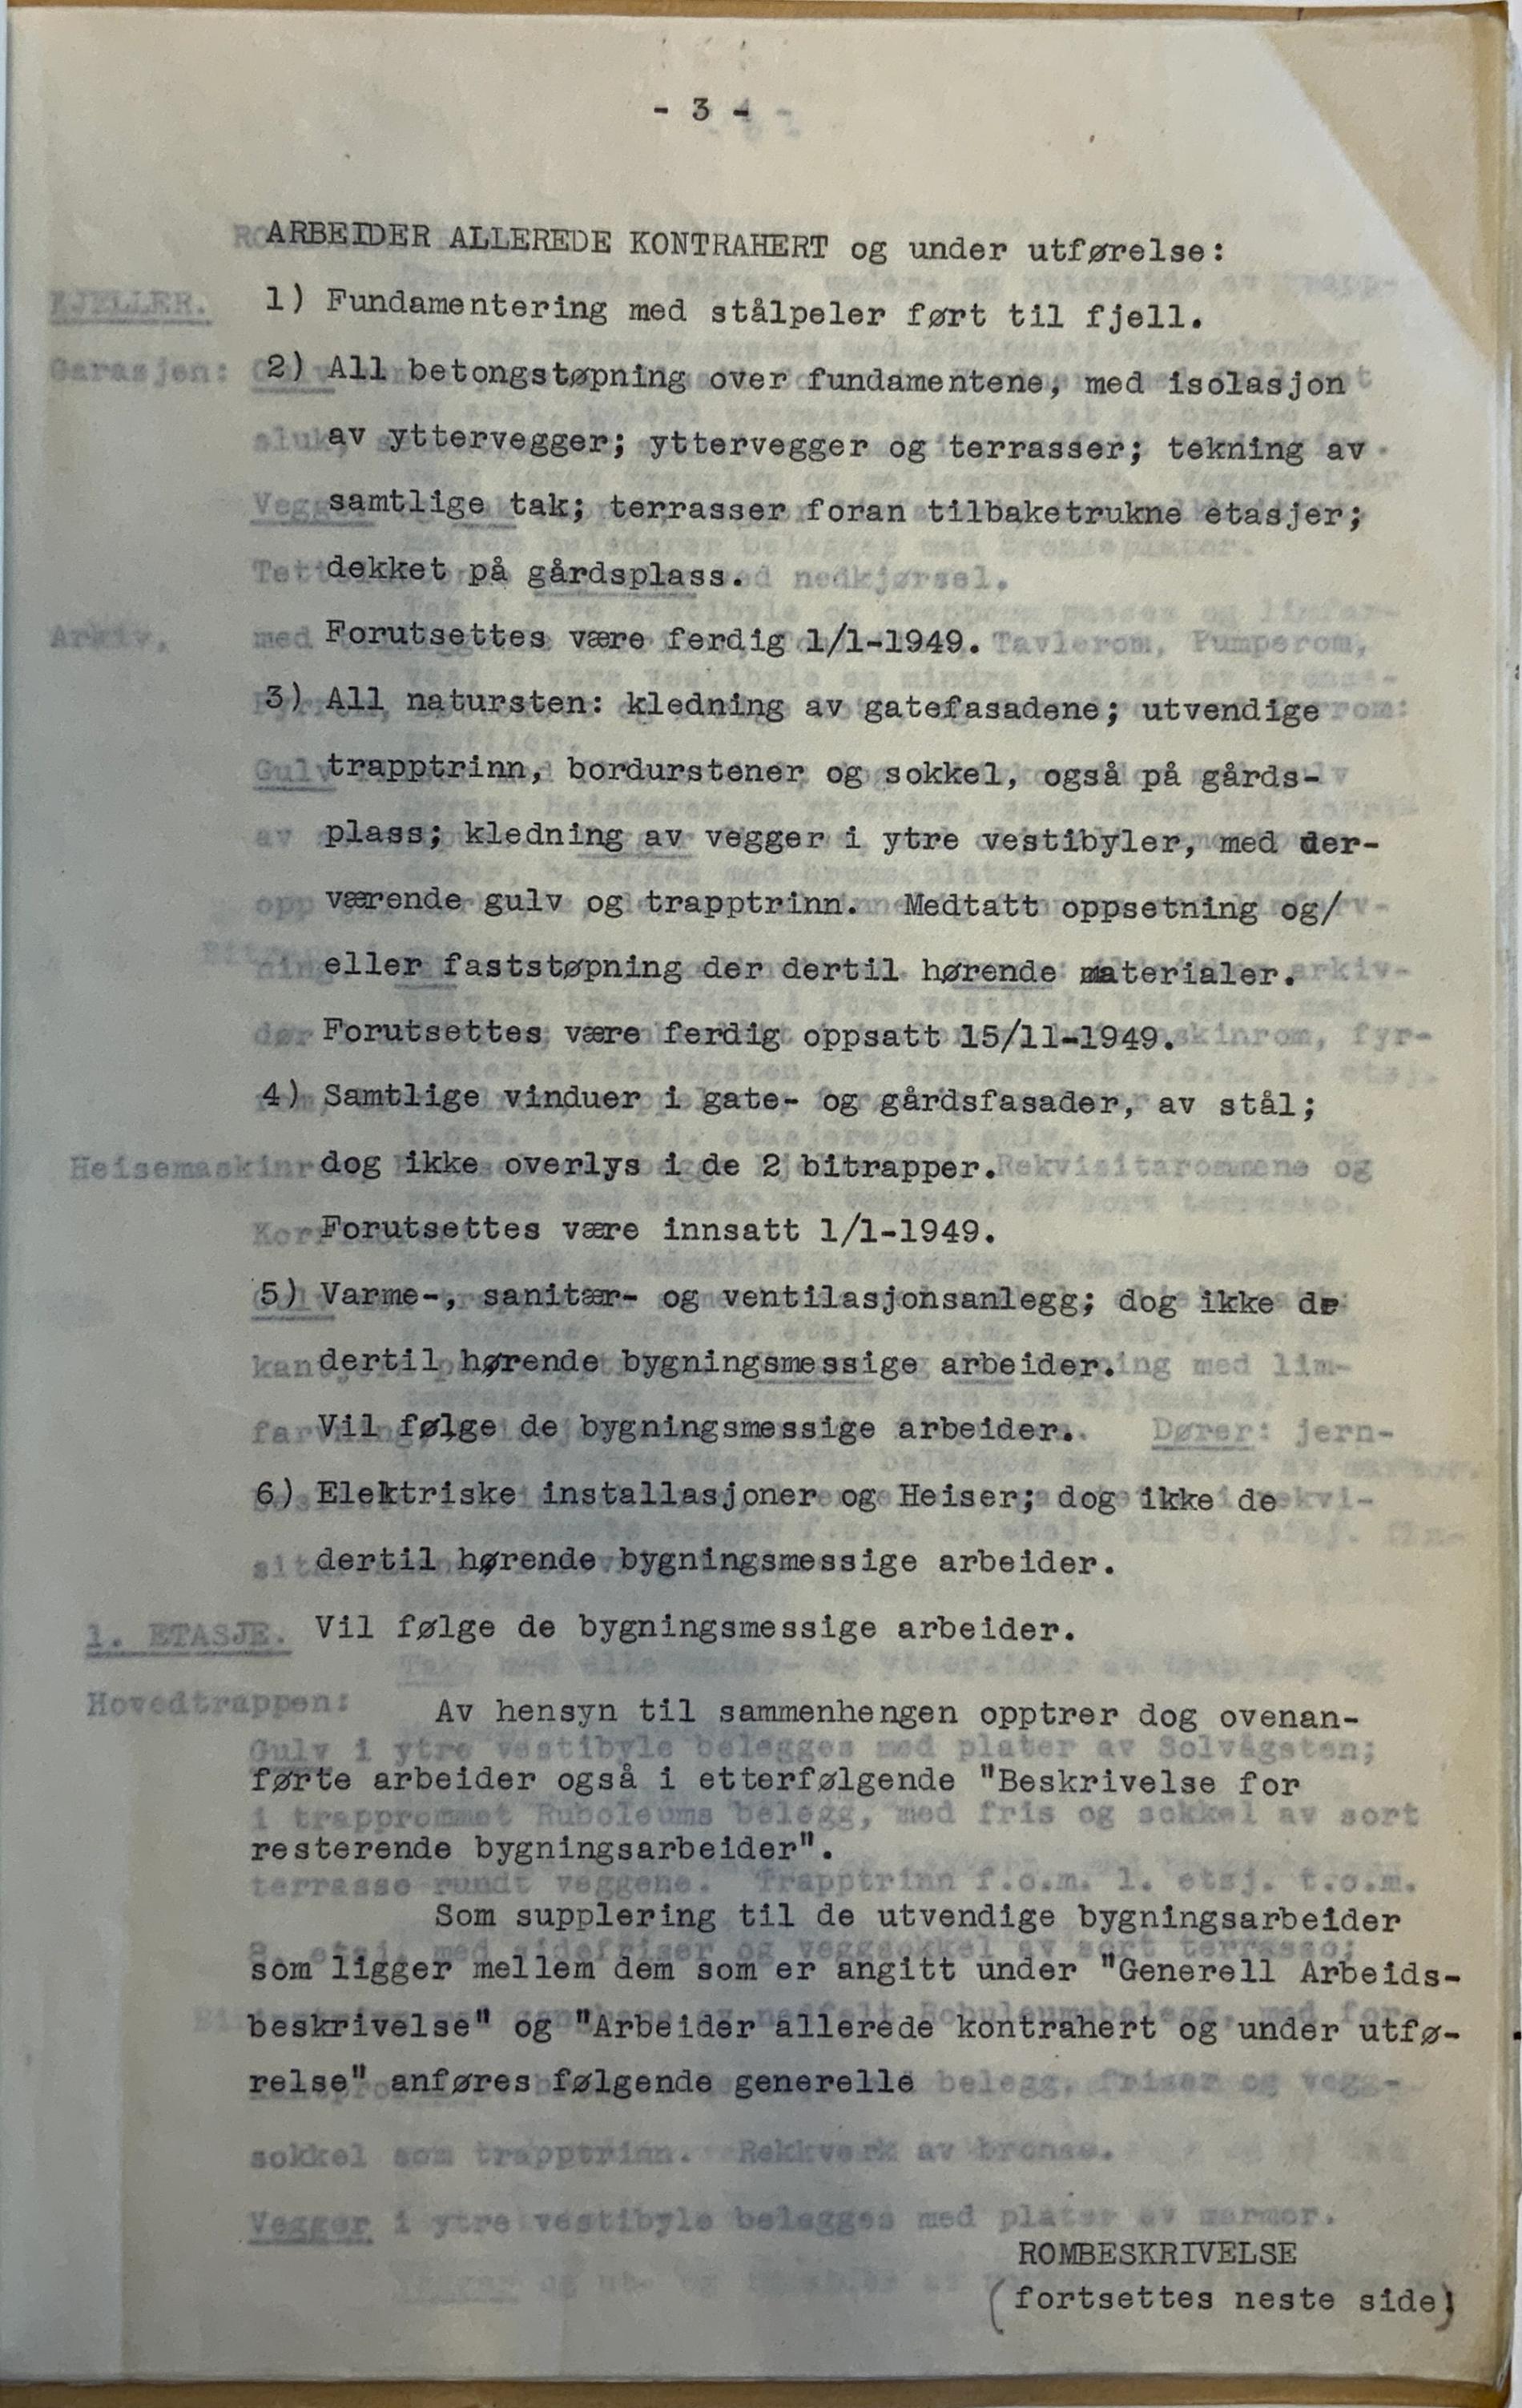 - 3 -
ARBEIDER ALLEREDE KONTRAHERT og under utførelse:
1) Fundamentering med stålpeler ført til fjell.
2) All betongstøpning over fundamentene, med isolasjon
av yttervegger; yttervegger og terrasser; tekning av
samtlige tak; terrasser foran tilbaketrukne etasjer;
dekket på gårdsplass.
Forutsettes være ferdig 1/1-1949.
3) All natursten: kledning av gatefasadene; utvendige
trapptrinn, bordurstener og sokkel, også på gårds-
plass; kledning av vegger i ytre vestibyler, med der-
værende gulv og trapptrinn. Medtatt oppsetning og/
eller faststøpning der dertil hørende materialer.
Forutsettes være ferdig oppsatt 15/11-1949.
4) Samtlige vinduer i gate- og gårdsfasader, av stål;
dog ikke overlys i de 2 bitrapper.
Forutsettes være innsatt 1/1-1949.
5) Varme-, sanitær- og ventilasjonsanlegg; dog ikke de
dertil hørende bygningsmessige arbeider.
Vil følge de bygningsmessige arbeider.
6) Elektriske installasjoner og Heiser; dog ikke de
dertil hørende bygningsmessige arbeider.
Vil følge de bygningsmessige arbeider.
Av hensyn til sammenhengen opptrer dog ovenan-
førte arbeider også i etterfølgende "Beskrivelse for
resterende bygningsarbeider".
Som supplering til de utvendige bygningsarbeider
som ligger mellem dem som er angitt under "Generell Arbeids-
beskrivelse" og "Arbeider allerede kontrahert og under utfø-
relse" anføres følgende generelle
ROMBESKRIVELSE
(fortsettes neste side)